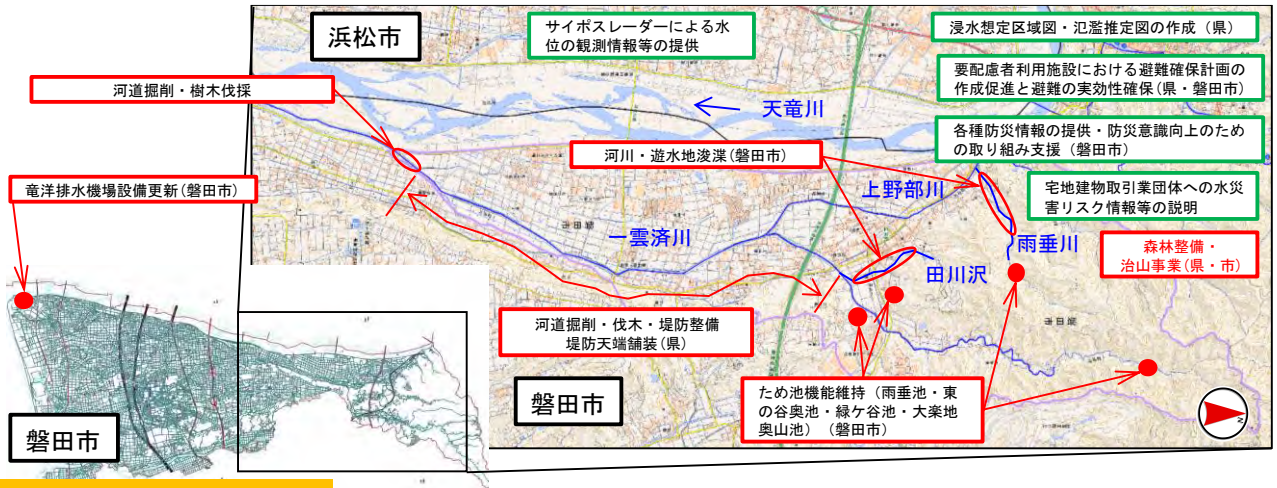 浜松市
サイポスレーダーによる水
位の観測情報等の提供
浸水想定区域図・氾濫推定図の作成（県）
要配慮者利用施設における避難確保計画の
作成促進と避難の実効性確保(県・磐田市)
各種防災情報の提供・防災意識向上のため
の取り組み支援（磐田市）
宅地建物取引業団体への水災
害リスク情報等の説明
森林整備・
治山事業(県・市)
河道掘削・樹木伐採
天竜川
河川・遊水地浚渫(磐田市)
上野部川
竜洋排水機場設備更新(磐田市)
一雲済川
雨垂川
田川沢
河道掘削・伐木・堤防整備
堤防天端舗装(県)
ため池機能維持（雨垂池・東
の谷奥池・緑ケ谷池・大楽地
奥山池）（磐田市）
磐田市
磐田市
N